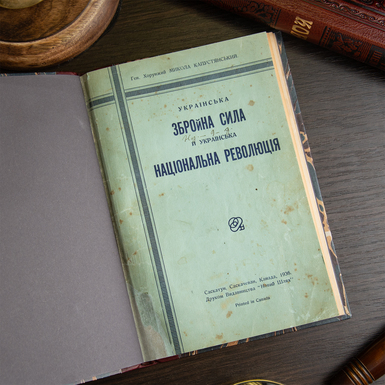 Ген. Хорунжий МИКОЛА КАПУСТЯНСЬКИЙ
УКРАЇНСЬКА
ЗБРОЙНА СИЛА
Й УКРАЇНСЬКА
НАЦІОНАЛЬНА РЕВОЛЮЦІЯ
Саскатун, Саскачеван, Канада, 1936.
Друком Видавництва "Новий Шлях"
Printed in Canada
КО